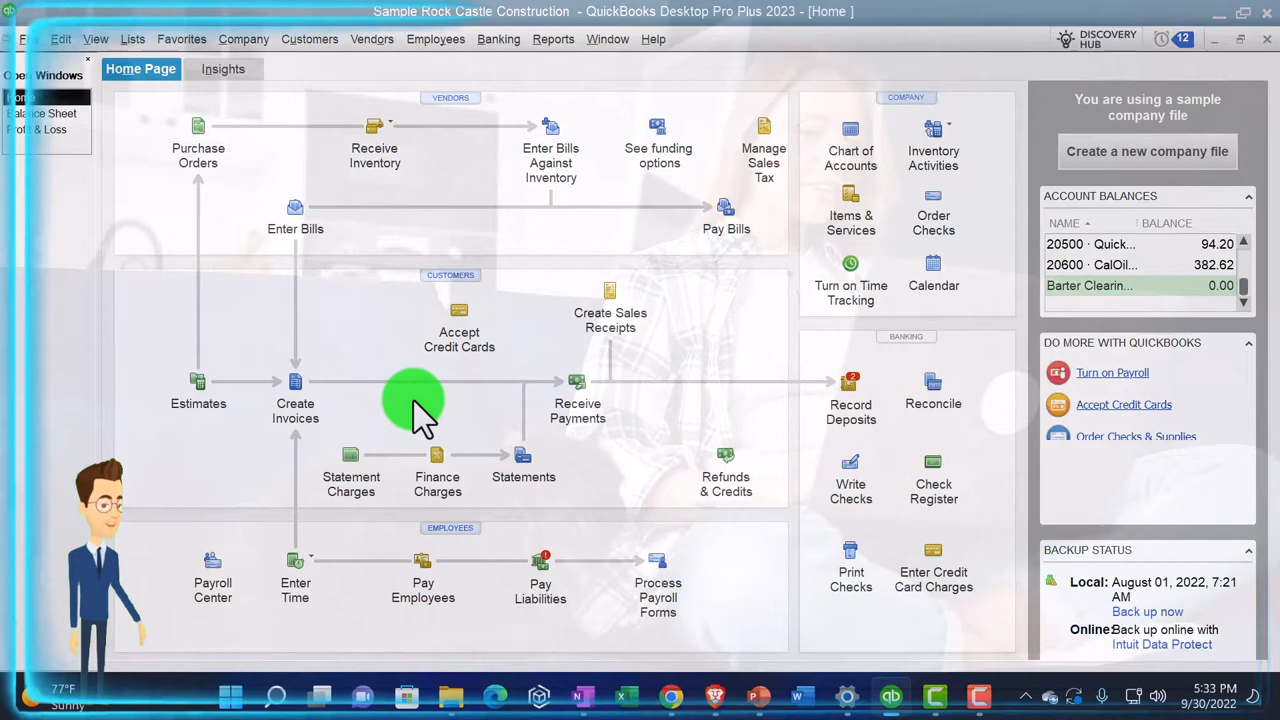 Sample Rock Castle Construction - QuickBooks Desktop Pro Plus 2023 - [Home ]
File Edit View Lists Favorites Company Customers Vendors Employees Banking Reports Window Help
DISCOVERY
HUB
12
Open Windows
Home
Balance Sheet
Profit & Loss
Home Page
Insights
VENDORS
Purchase
Orders
Receive
Inventory
Enter Bills
Against
Inventory
See funding
options
Manage
Sales
Tax
Enter Bills
Pay Bills
CUSTOMERS
Accept
Credit Cards
Create Sales
Receipts
Estimates
Create
Invoices
Receive
Payments
Statement
Charges
Finance
Charges
Statements
Refunds
& Credits
EMPLOYEES
Payroll
Center
Enter
Time
Pay
Employees
Pay
Liabilities
Process
Payroll
Forms
COMPANY
Chart of
Accounts
Inventory
Activities
Items &
Services
Order
Checks
Turn on Time
Tracking
Calendar
BANKING
2
Record
Deposits
Reconcile
Write
Checks
Check
Register
Print
Checks
Enter Credit
Card Charges
You are using a sample
company file
Create a new company file
ACCOUNT BALANCES
NAME BALANCE
20500 · Quick... 94.20
20600 · CalOil... 382.62
Barter Clearin... 0.00
DO MORE WITH QUICKBOOKS
Turn on Payroll
Accept Credit Cards
Order Checks & Supplies
BACKUP STATUS
Local: August 01, 2022, 7:21
AM
Back up now
Online: Back up online with
Intuit Data Protect
77°F
Sunny
5:33 PM
9/30/2022